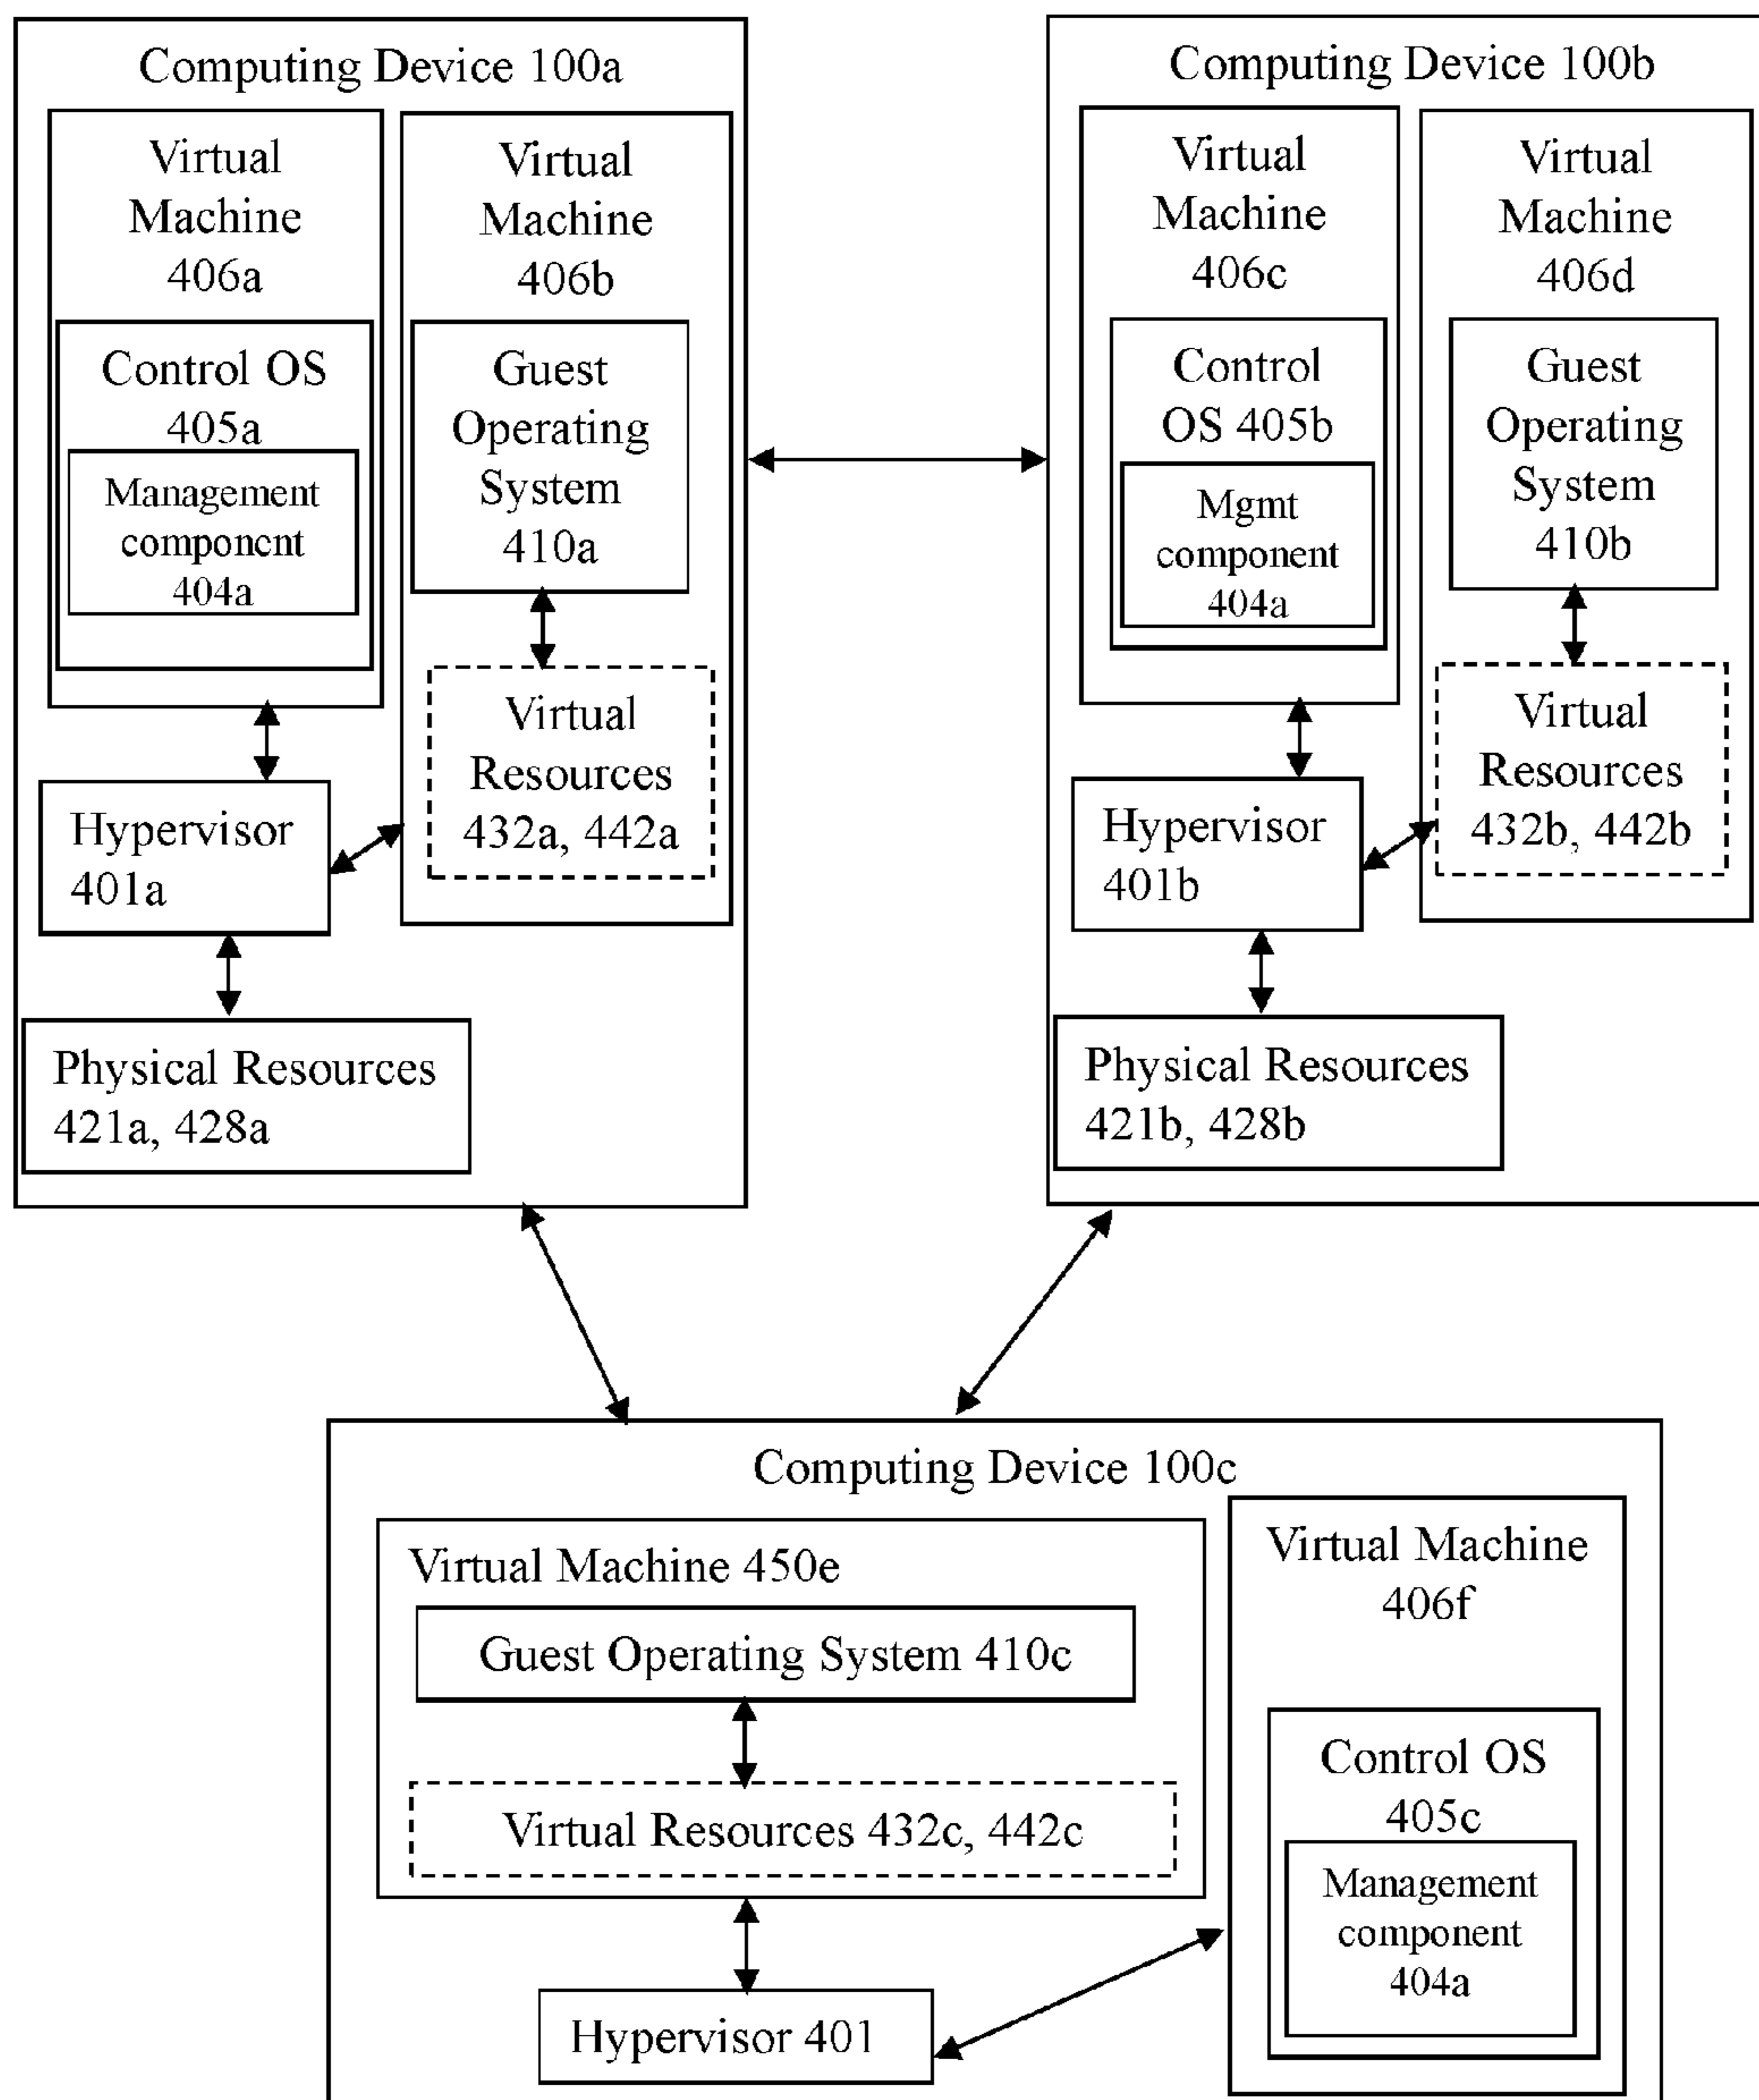 Computing Device 100a
Virtual
Machine
406a
Control OS
405a
Management
component
404a
Virtual
Machine
406b
Guest
Operating
System
410a
Virtual
Resources
432a, 442a
Hypervisor
401a
Physical Resources
421a, 428a
Computing Device 100b
Virtual
Machine
406c
Control
OS 405b
Mgmt
component
404a
Virtual
Machine
406d
Guest
Operating
System
410b
Virtual
Resources
432b, 442b
Hypervisor
401b
Physical Resources
421b, 428b
Computing Device 100c
Virtual Machine 450e
Guest Operating System 410c
Virtual Resources 432c, 442c
Hypervisor 401
Virtual Machine
406f
Control OS
405c
Management
component
404a